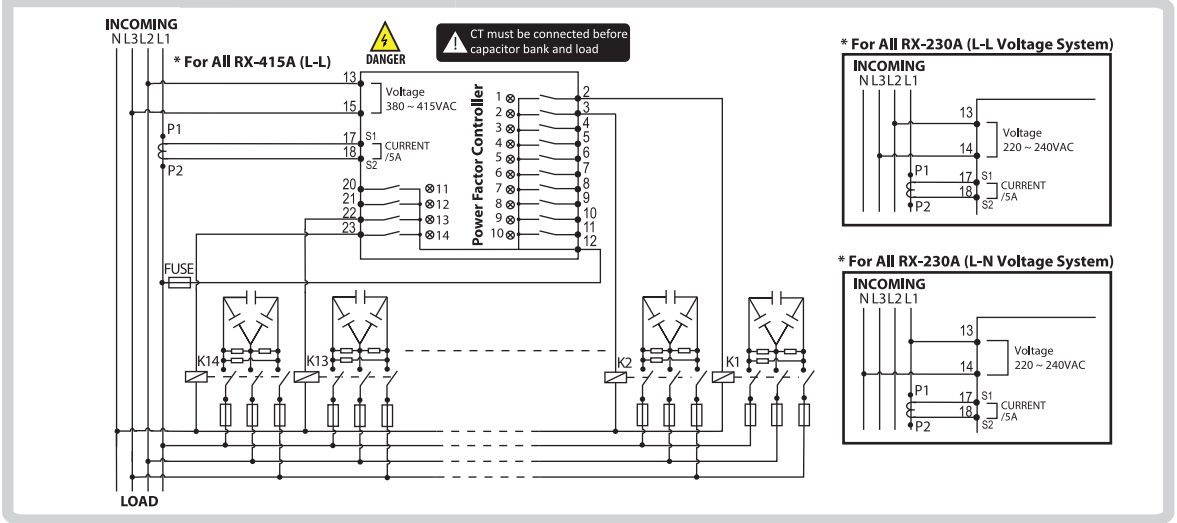 INCOMING
N L3 L2 L1
* For All RX-415A (L-L)
DANGER
CT must be connected before
capacitor bank and load
13
Voltage
380 ~ 415VAC
15
P1
17 S1
CURRENT
/5A
18
S2
P2
20
21
22
23
11
12
13
14
Power Factor Controller
1
2
3
4
5
6
7
8
9
10
2
3
4
5
6
7
8
9
10
11
12
FUSE
K14
K13
K2
K1
LOAD
* For All RX-230A (L-L Voltage System)
INCOMING
N L3 L2 L1
13
Voltage
220 ~ 240VAC
14
P1
17 S1
CURRENT
/5A
18
S2
P2
* For All RX-230A (L-N Voltage System)
INCOMING
N L3 L2 L1
13
Voltage
220 ~ 240VAC
14
P1
17 S1
CURRENT
/5A
18
S2
P2